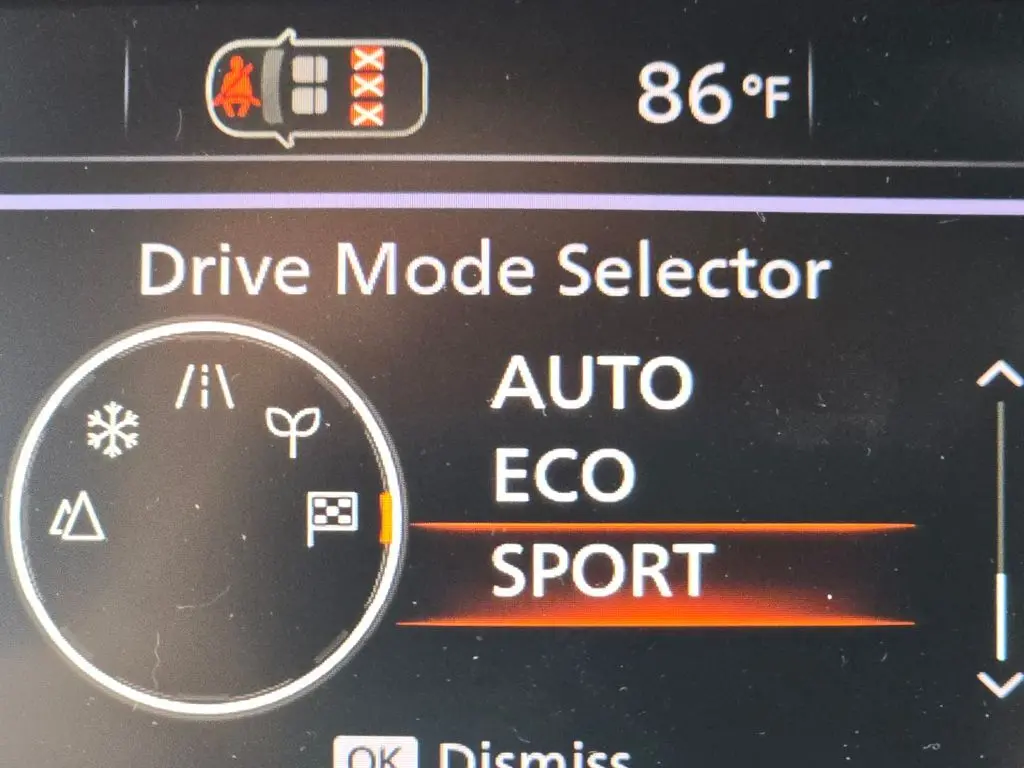 86°F
Drive Mode Selector
AUTO
ECO
SPORT
OK Dismiss